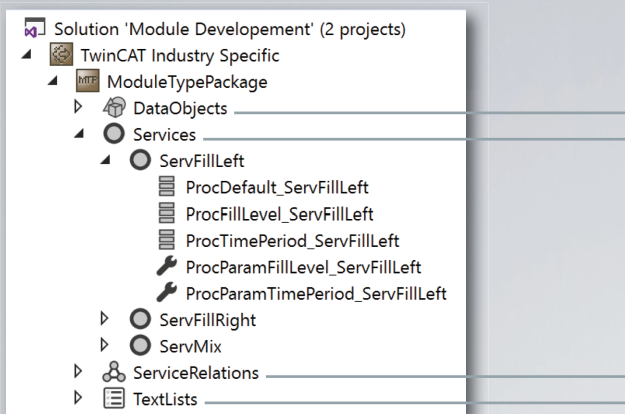 Solution 'Module Developement' (2 projects)
TwinCAT Industry Specific
MTP ModuleTypePackage
DataObjects
Services
ServFillLeft
ProcDefault_ServFillLeft
ProcFillLevel_ServFillLeft
ProcTimePeriod_ServFillLeft
ProcParamFillLevel_ServFillLeft
ProcParamTimePeriod_ServFillLeft
ServFillRight
ServMix
ServiceRelations
TextLists